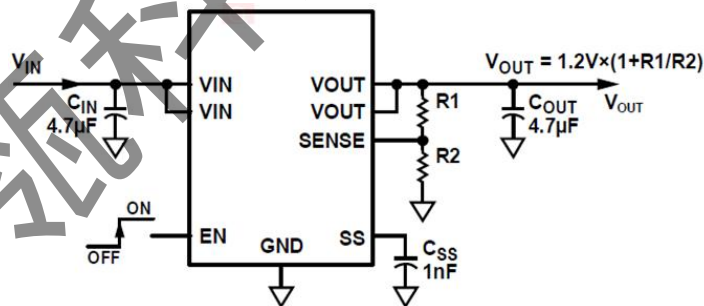 VIN
CIN
4.7µF
VIN
VIN
VOUT
VOUT
SENSE
R1
R2
VOUT = 1.2V×(1+R1/R2)
COUT
4.7µF
VOUT
ON
OFF
EN
GND
SS
CSS
1nF